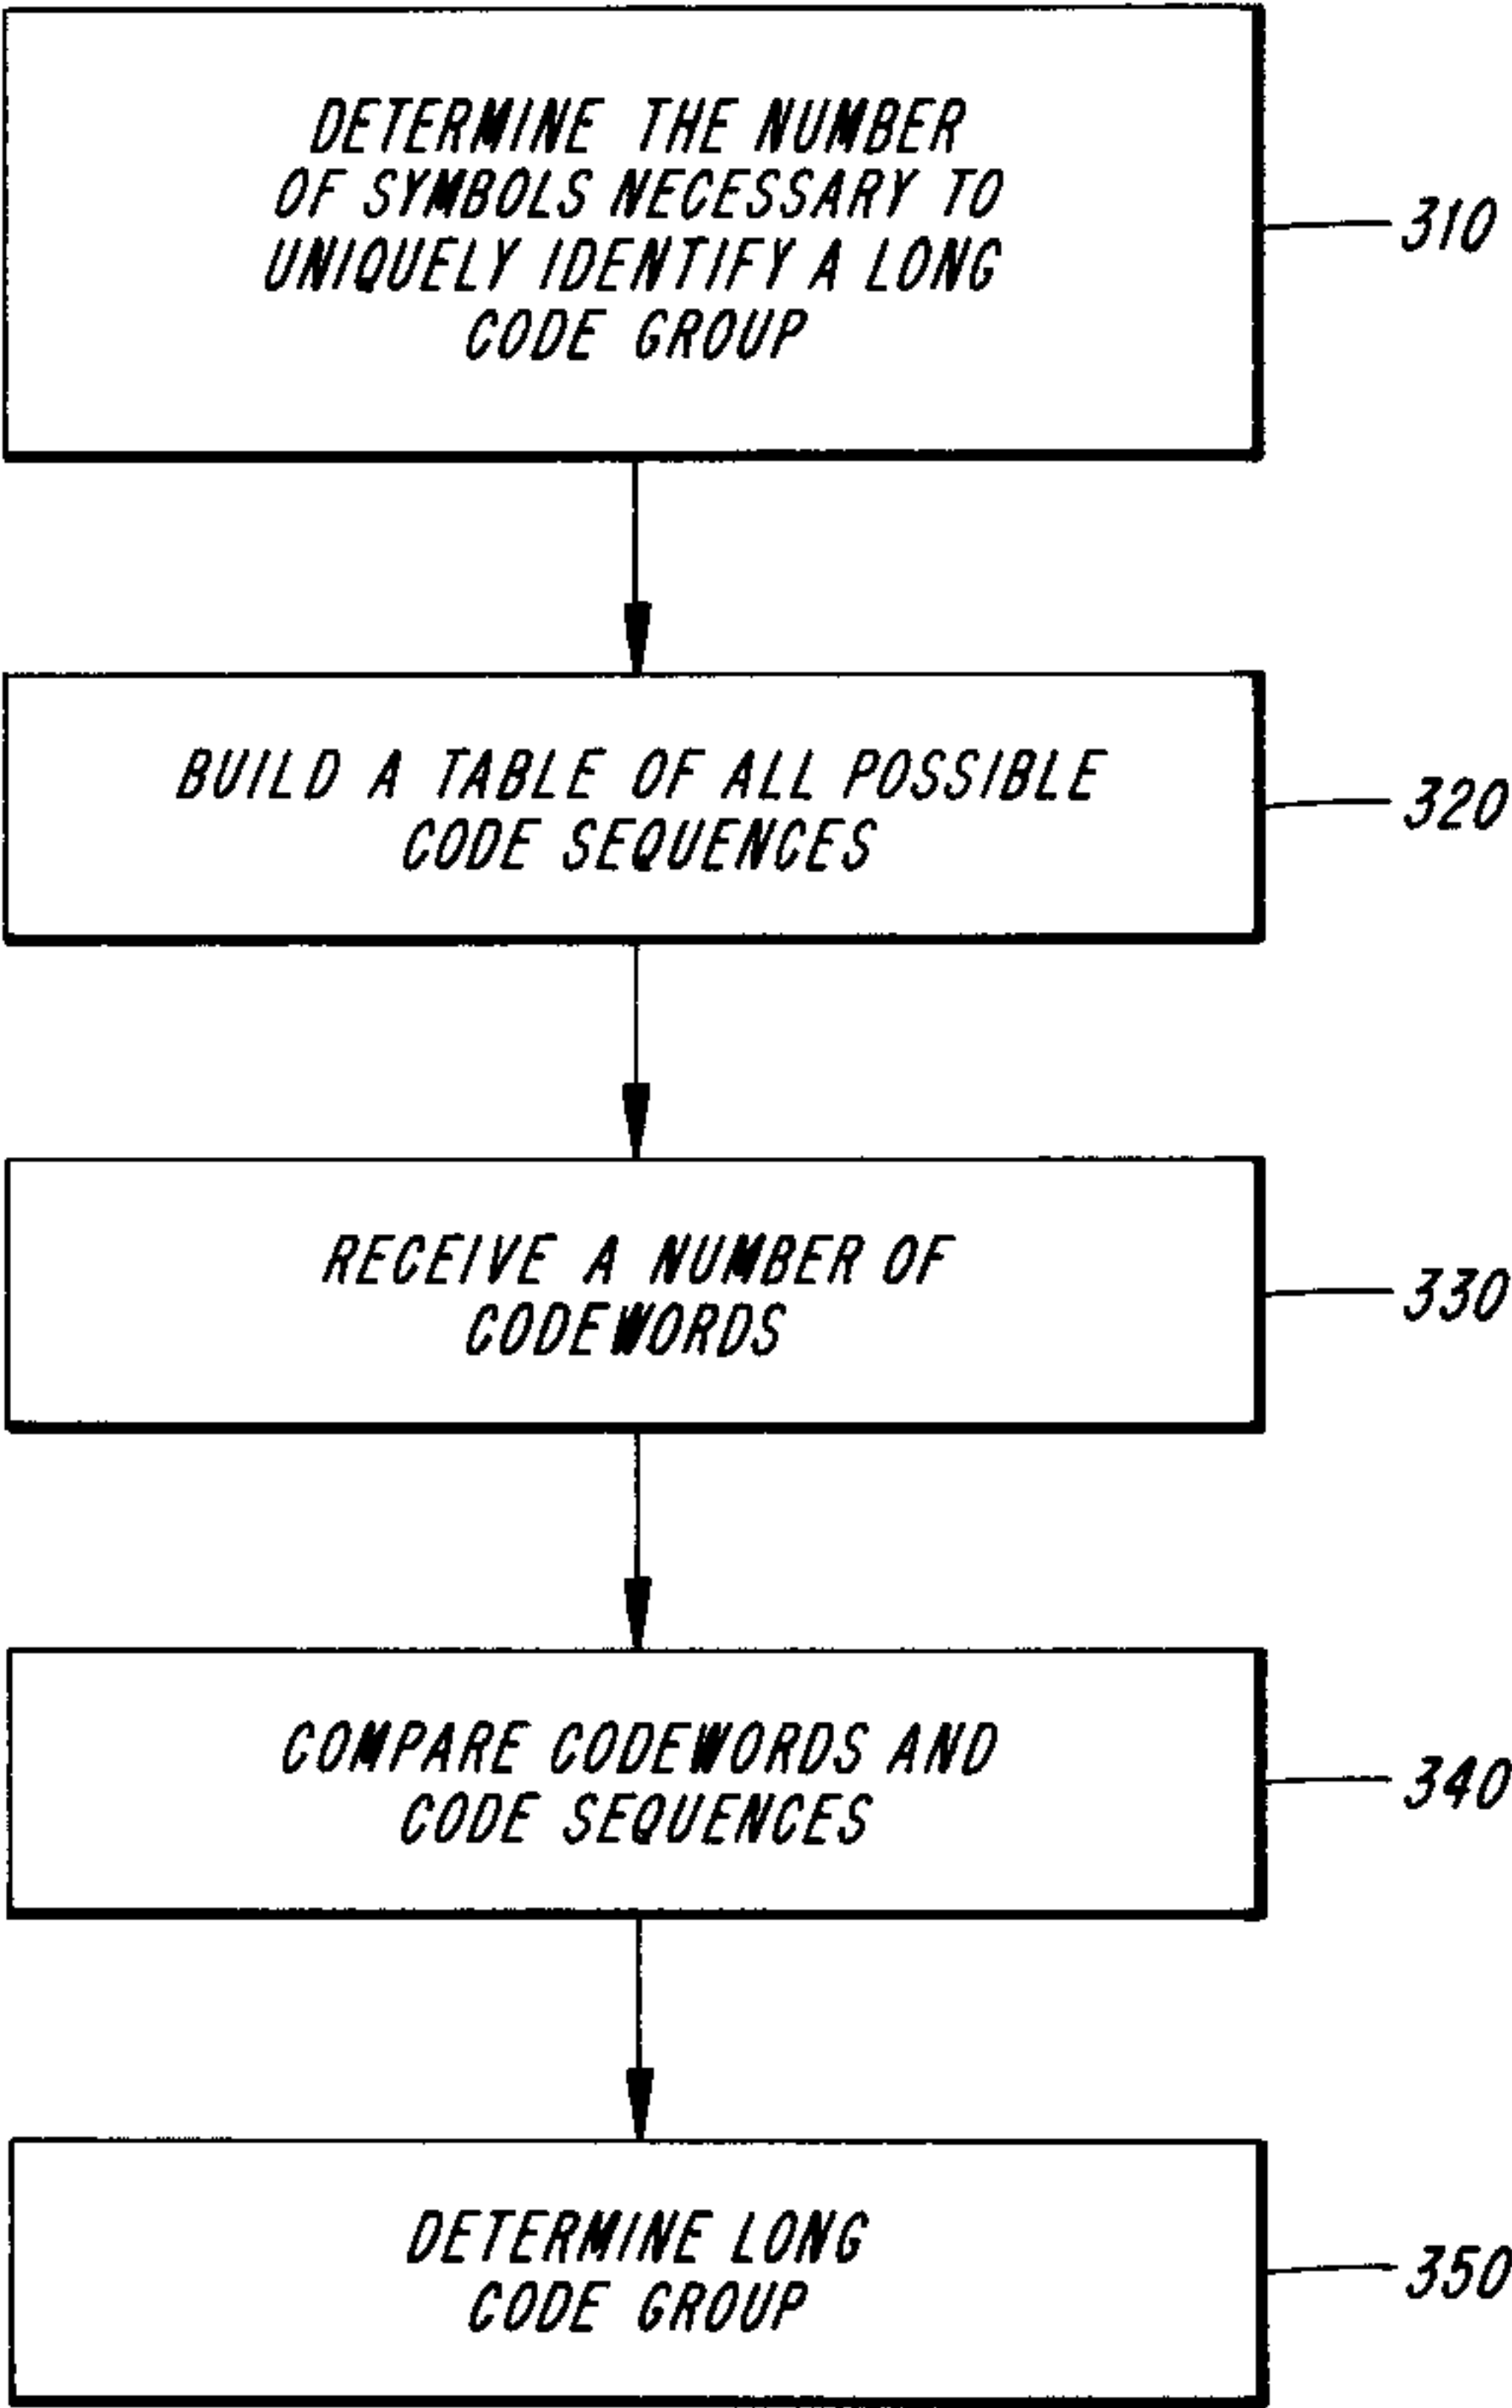 DETERMINE THE NUMBER
OF SYMBOLS NECESSARY TO
UNIQUELY IDENTIFY A LONG
CODE GROUP
310
BUILD A TABLE OF ALL POSSIBLE
CODE SEQUENCES
320
RECEIVE A NUMBER OF
CODEWORDS
330
COMPARE CODEWORDS AND
CODE SEQUENCES
340
DETERMINE LONG
CODE GROUP
350